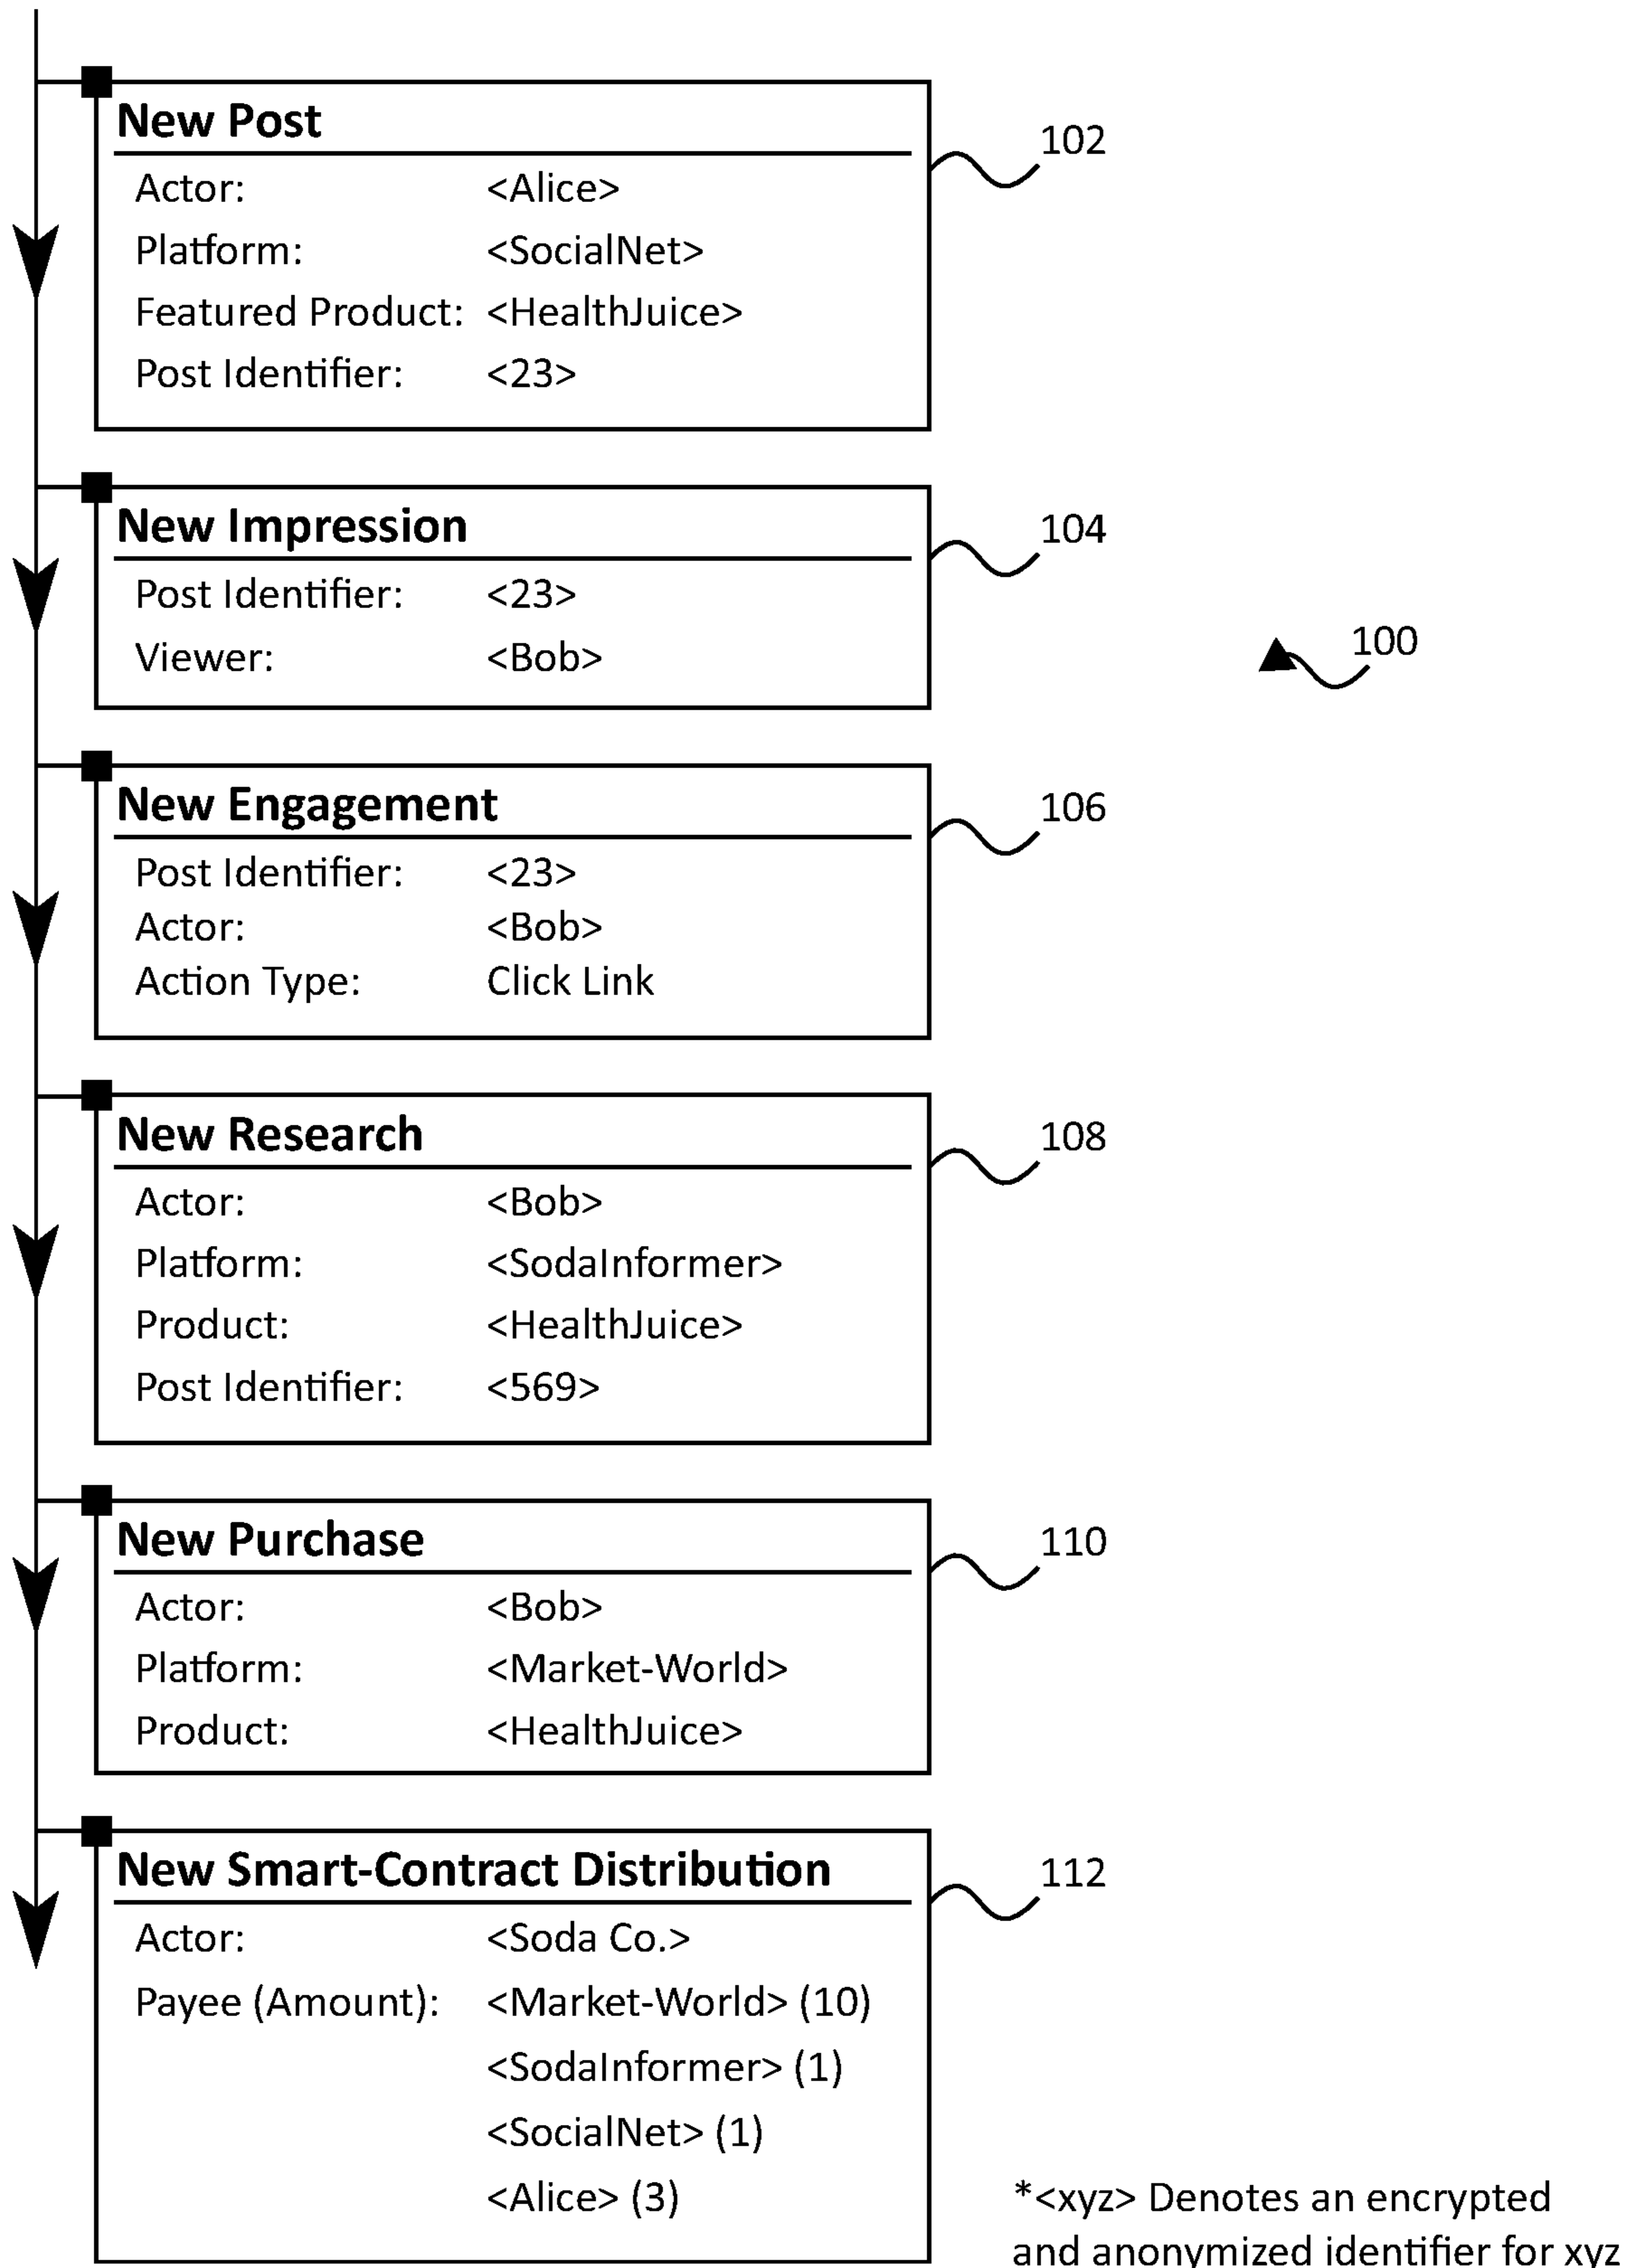 New Post
102
Actor: <Alice>
Platform: <SocialNet>
Featured Product: <HealthJuice>
Post Identifier: <23>
New Impression
104
Post Identifier: <23>
Viewer: <Bob>
100
New Engagement
106
Post Identifier: <23>
Actor: <Bob>
Action Type: Click Link
New Research
108
Actor: <Bob>
Platform: <SodaInformer>
Product: <HealthJuice>
Post Identifier: <569>
New Purchase
110
Actor: <Bob>
Platform: <Market-World>
Product: <HealthJuice>
New Smart-Contract Distribution
112
Actor: <Soda Co.>
Payee (Amount): <Market-World> (10)
<SodaInformer> (1)
<SocialNet> (1)
<Alice> (3)
*<xyz> Denotes an encrypted
and anonymized identifier for xyz